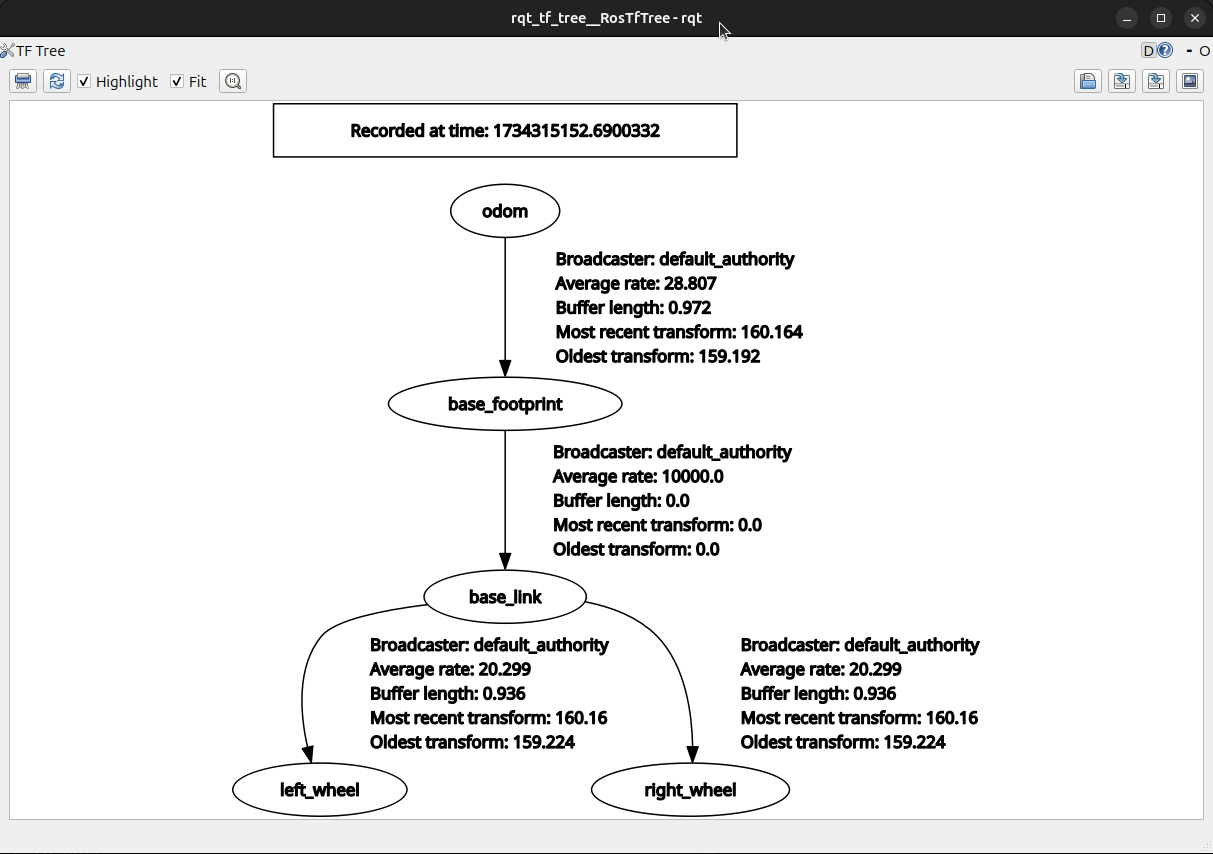 rqt_tf_tree__RosTfTree - rqt
TF Tree
D
- O
Highlight
Fit
Recorded at time: 1734315152.6900332
odom
Broadcaster: default_authority
Average rate: 28.807
Buffer length: 0.972
Most recent transform: 160.164
Oldest transform: 159.192
base_footprint
Broadcaster: default_authority
Average rate: 10000.0
Buffer length: 0.0
Most recent transform: 0.0
Oldest transform: 0.0
base_link
Broadcaster: default_authority
Average rate: 20.299
Buffer length: 0.936
Most recent transform: 160.16
Oldest transform: 159.224
Broadcaster: default_authority
Average rate: 20.299
Buffer length: 0.936
Most recent transform: 160.16
Oldest transform: 159.224
left_wheel
right_wheel